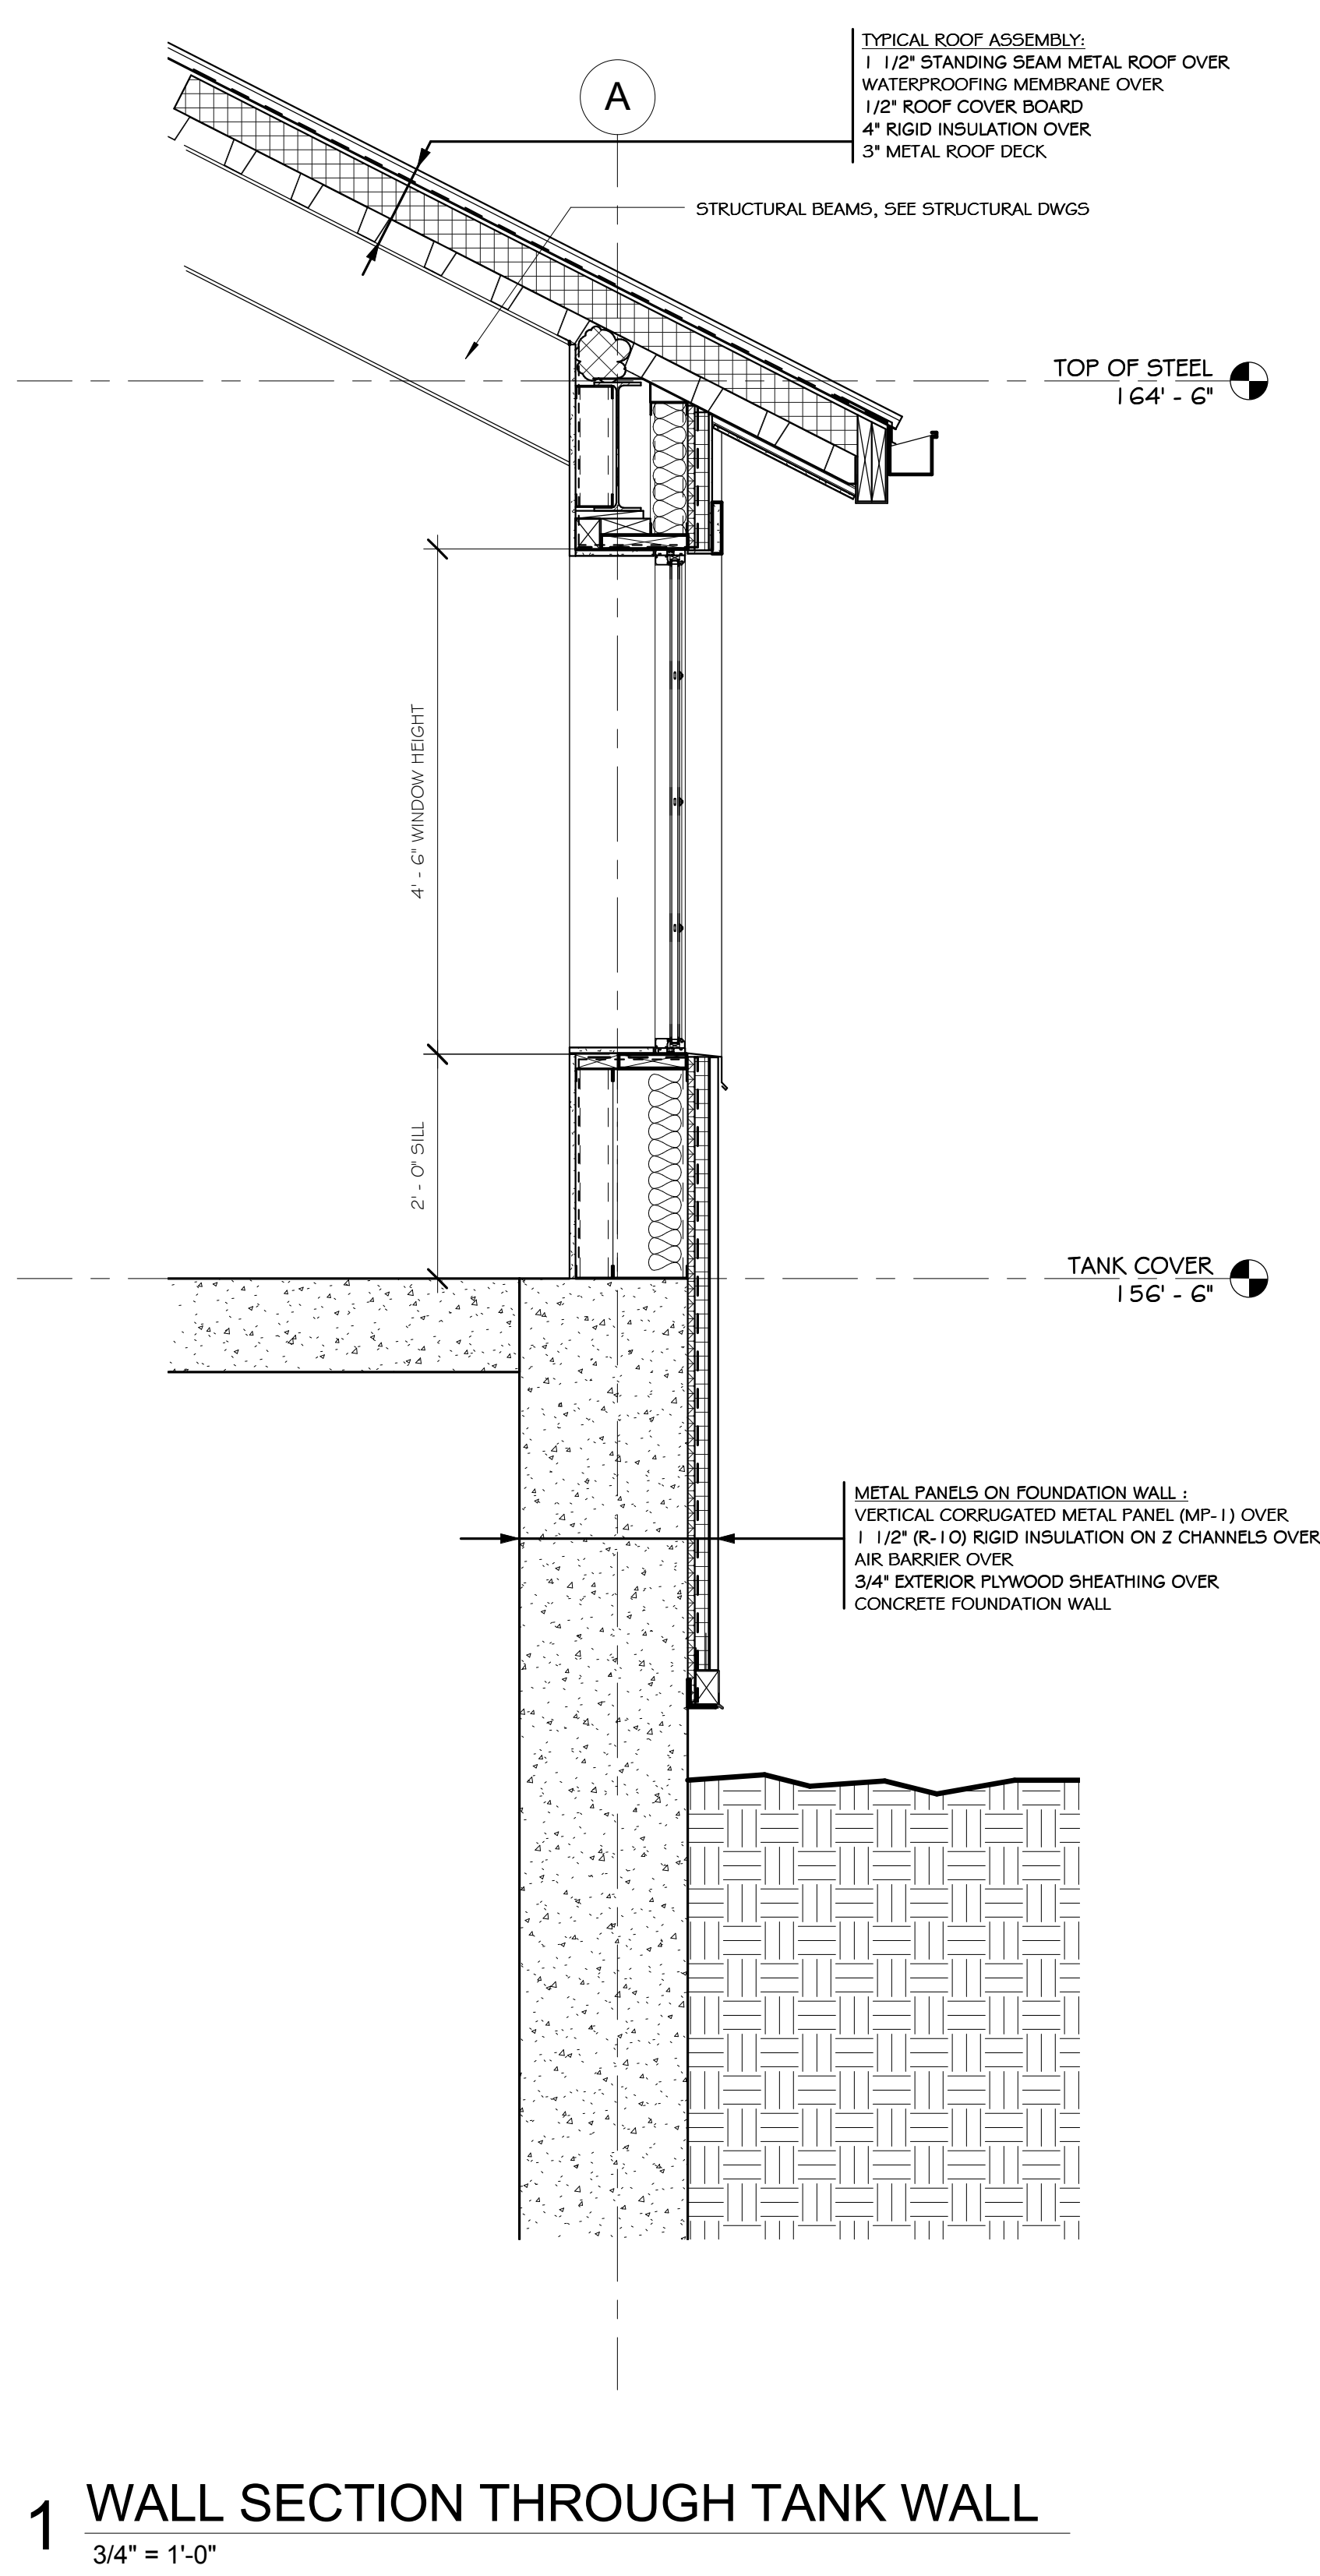 TYPICAL ROOF ASSEMBLY:
1 1/2" STANDING SEAM METAL ROOF OVER
WATERPROOFING MEMBRANE OVER
1/2" ROOF COVER BOARD
4" RIGID INSULATION OVER
3" METAL ROOF DECK
A
STRUCTURAL BEAMS, SEE STRUCTURAL DWGS
TOP OF STEEL
164' - 6"
4' - 6" WINDOW HEIGHT
2' - 0" SILL
TANK COVER
156' - 6"
METAL PANELS ON FOUNDATION WALL :
VERTICAL CORRUGATED METAL PANEL (MP-1) OVER
1 1/2" (R-10) RIGID INSULATION ON Z CHANNELS OVER
AIR BARRIER OVER
3/4" EXTERIOR PLYWOOD SHEATHING OVER
CONCRETE FOUNDATION WALL
1 WALL SECTION THROUGH TANK WALL
3/4" = 1'-0"